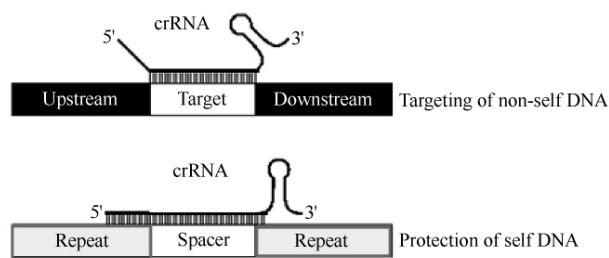 crRNA
5' 3'
Upstream Target Downstream Targeting of non-self DNA
crRNA
5' 3'
Repeat Spacer Repeat Protection of self DNA